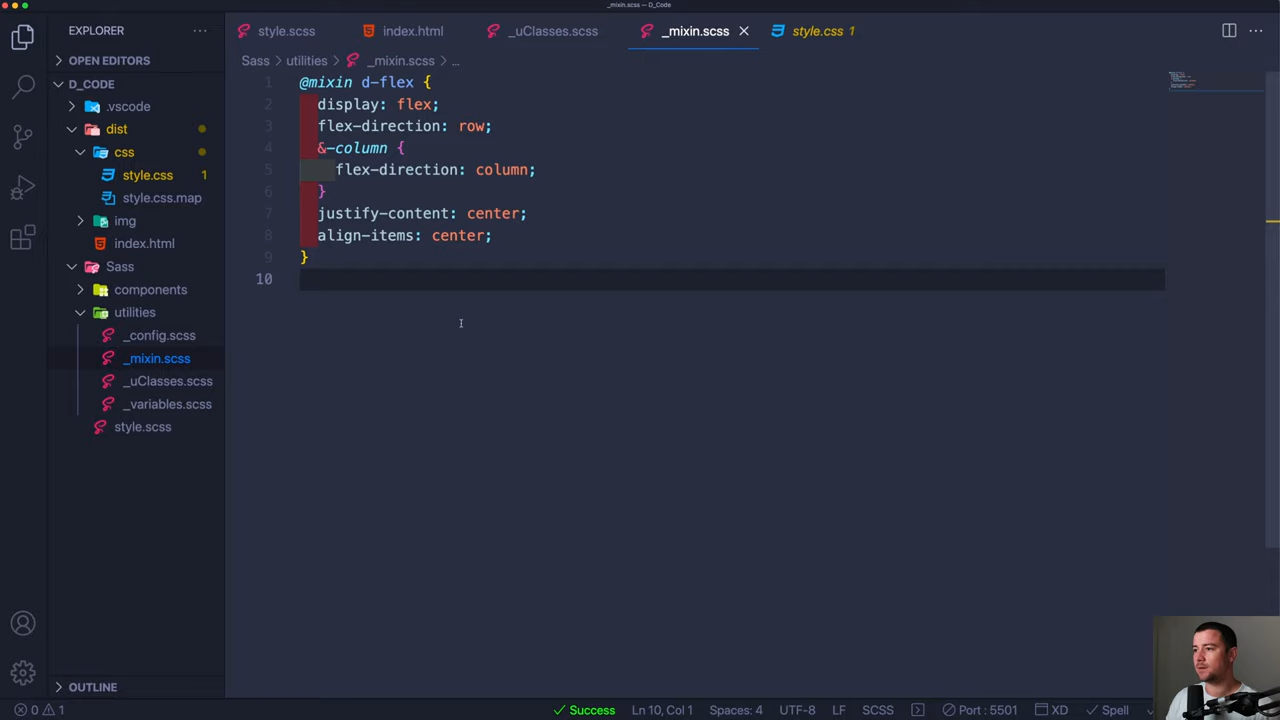 _mixin.scss — D_Code
EXPLORER
style.scss
index.html
_uClasses.scss
_mixin.scss
style.css 1
OPEN EDITORS
Sass > utilities > _mixin.scss > ...
D_CODE
.vscode
dist
css
style.css 1
style.css.map
img
index.html
Sass
components
utilities
_config.scss
_mixin.scss
_uClasses.scss
_variables.scss
style.scss
OUTLINE
1 @mixin d-flex {
2 display: flex;
3 flex-direction: row;
4 &-column {
5 flex-direction: column;
6 }
7 justify-content: center;
8 align-items: center;
9 }
10
0 1 Success Ln 10, Col 1 Spaces: 4 UTF-8 LF SCSS Port : 5501 XD Spell